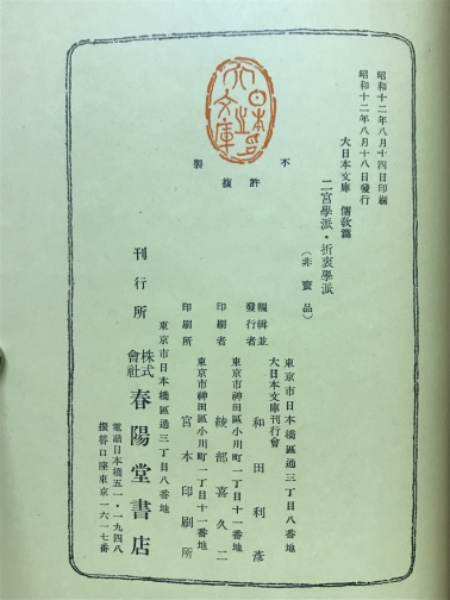 昭和十二年八月十四日印刷
昭和十二年八月十八日發行
大日本文庫 儒敎篇
二宮學派・折衷學派
(非賣品)
不許複製
東京市日本橋區通三丁目八番地
大日本文庫刊行會
編輯並發行者 和田利彥
東京市神田區小川町一丁目十一番地
印刷者 綾部喜久二
東京市神田區小川町一丁目十一番地
印刷所 宮本印刷所
東京市日本橋區通三丁目八番地
刊行所 株式會社 春陽堂書店
電話日本橋五一・一九四八
振替口座東京一六一七番